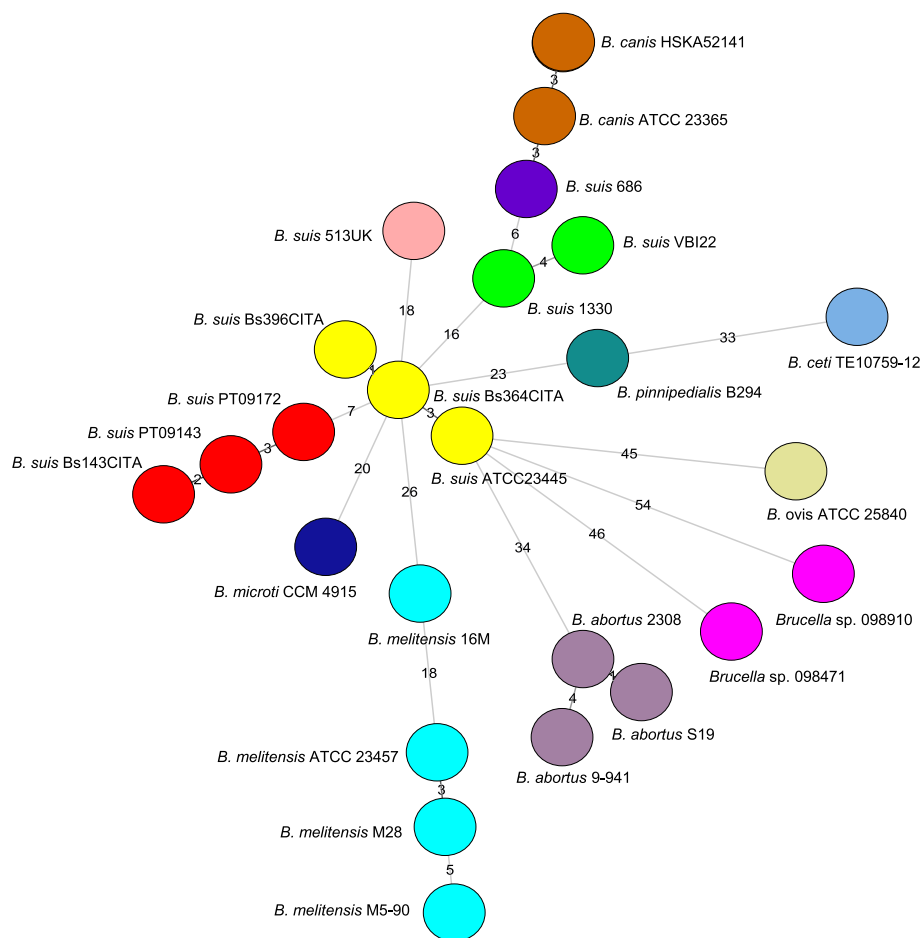 B. canis HSKA52141
3
B. canis ATCC 23365
3
B. suis 686
6
B. suis 513UK
B. suis VBI22
4
B. suis 1330
18
16
B. suis Bs396CITA
33
B. ceti TE10759-12
1
23
B. pinnipedialis B294
B. suis Bs364CITA
B. suis PT09172
7
3
B. suis PT09143
3
B. suis Bs143CITA
2
B. suis ATCC23445
45
20
26
54
B. ovis ATCC 25840
34
46
B. microti CCM 4915
B. melitensis 16M
B. abortus 2308
Brucella sp. 098910
18
1
4
Brucella sp. 098471
B. abortus S19
B. melitensis ATCC 23457
B. abortus 9-941
3
B. melitensis M28
5
B. melitensis M5-90